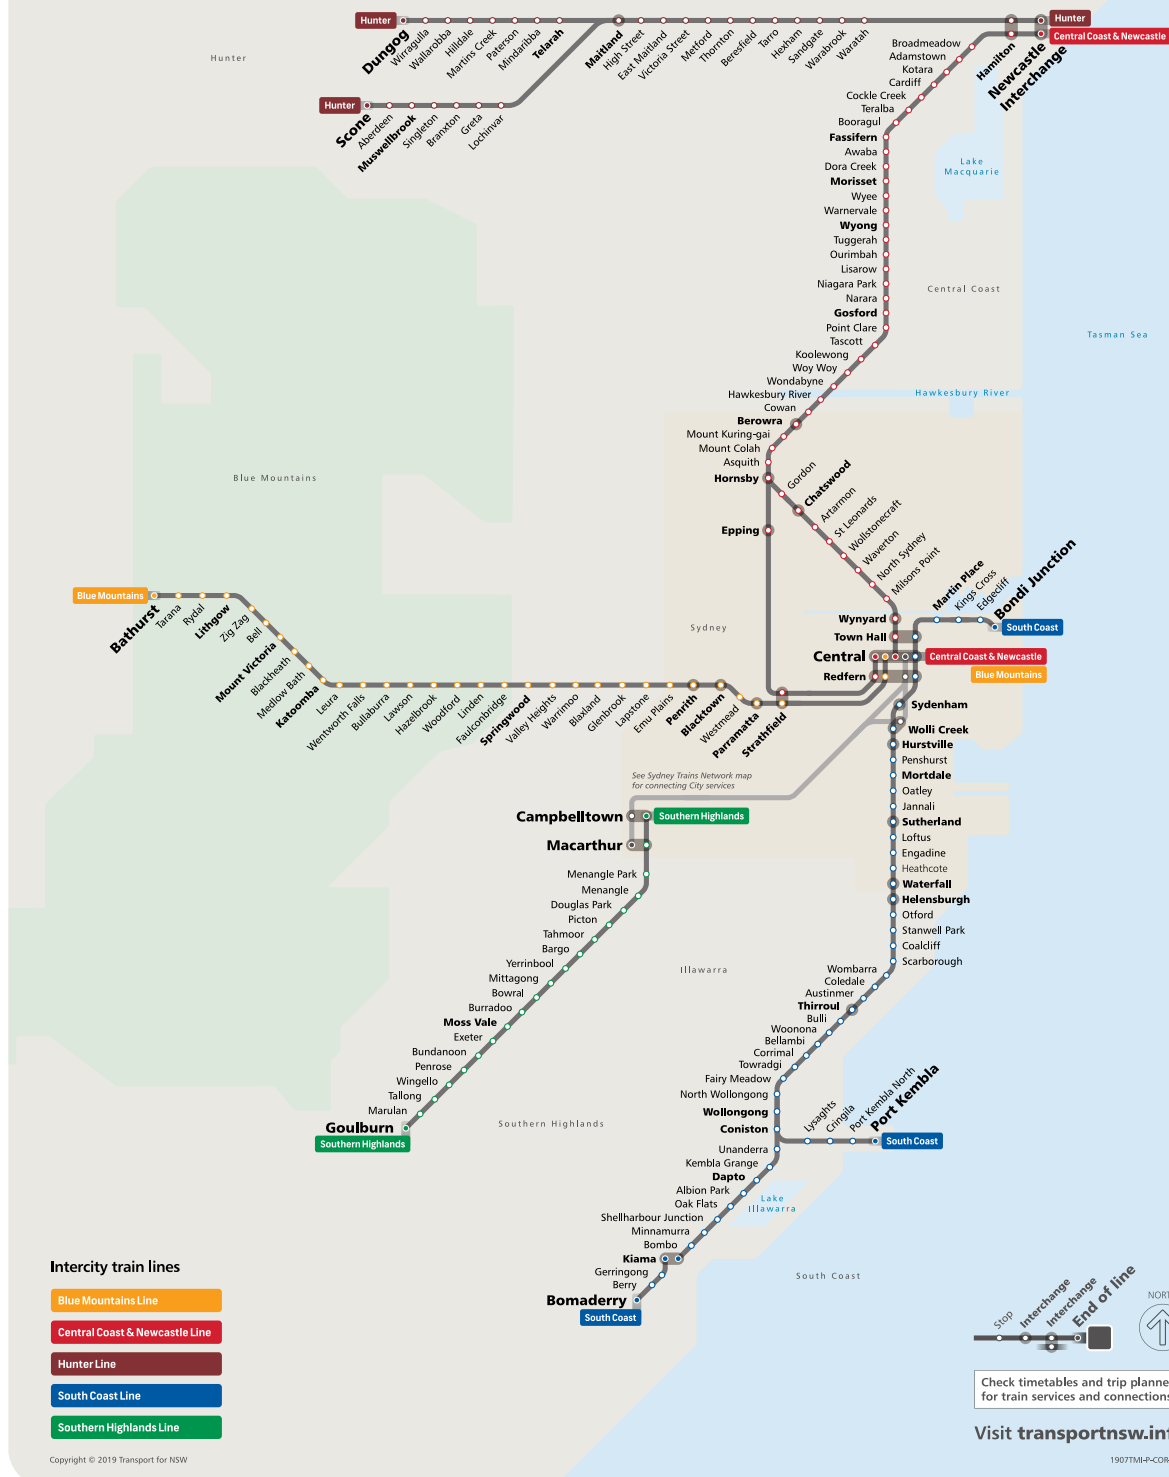 Hunter
Dungog
Wirragulla
Wallarobba
Hilldale
Martins Creek
Paterson
Mindaribba
Telarah
Maitland
High Street
East Maitland
Victoria Street
Metford
Thornton
Beresfield
Tarro
Hexham
Sandgate
Warabrook
Waratah
Hamilton
Newcastle
Interchange
Hunter
Central Coast & Newcastle
Hunter
Hunter
Scone
Aberdeen
Muswellbrook
Singleton
Branxton
Greta
Lochinvar
Broadmeadow
Adamstown
Kotara
Cardiff
Cockle Creek
Teralba
Booragul
Fassifern
Awaba
Dora Creek
Morisset
Wyee
Warnervale
Wyong
Tuggerah
Ourimbah
Lisarow
Niagara Park
Narara
Gosford
Point Clare
Tascott
Koolewong
Woy Woy
Wondabyne
Hawkesbury River
Cowan
Berowra
Mount Kuring-gai
Mount Colah
Asquith
Hornsby
Epping
Lake
Macquarie
Central Coast
Tasman Sea
Hawkesbury River
Gordon
Chatswood
Artarmon
St Leonards
Wollstonecraft
Waverton
North Sydney
Milsons Point
Wynyard
Town Hall
Central
Redfern
Martin Place
Kings Cross
Edgecliff
Bondi Junction
South Coast
Central Coast & Newcastle
Blue Mountains
Blue Mountains
Sydney
Blue Mountains
Bathurst
Tarana
Rydal
Lithgow
Zig Zag
Bell
Mount Victoria
Blackheath
Medlow Bath
Katoomba
Leura
Wentworth Falls
Bullaburra
Lawson
Hazelbrook
Woodford
Linden
Faulconbridge
Springwood
Valley Heights
Warrimoo
Blaxland
Glenbrook
Lapstone
Emu Plains
Penrith
Blacktown
Westmead
Parramatta
Strathfield
Sydenham
Wolli Creek
Hurstville
Penshurst
Mortdale
Oatley
Jannali
Sutherland
Loftus
Engadine
Heathcote
Waterfall
Helensburgh
Otford
Stanwell Park
Coalcliff
Scarborough
See Sydney Trains Network map
for connecting City services
Campbelltown
Southern Highlands
Macarthur
Menangle Park
Menangle
Douglas Park
Picton
Tahmoor
Bargo
Yerrinbool
Mittagong
Bowral
Burradoo
Moss Vale
Exeter
Bundanoon
Penrose
Wingello
Tallong
Marulan
Goulburn
Southern Highlands
Illawarra
Southern Highlands
Wombarra
Coledale
Austinmer
Thirroul
Bulli
Woonona
Bellambi
Corrimal
Towradgi
Fairy Meadow
North Wollongong
Wollongong
Coniston
Lysaghts
Cringila
Port Kembla North
Port Kembla
South Coast
Unanderra
Kembla Grange
Dapto
Albion Park
Oak Flats
Shellharbour Junction
Minnamurra
Bombo
Kiama
Gerringong
Berry
Bomaderry
South Coast
Lake
Illawarra
South Coast
Intercity train lines
Blue Mountains Line
Central Coast & Newcastle Line
Hunter Line
South Coast Line
Southern Highlands Line
Stop
Interchange
Interchange
End of line
NORT
Check timetables and trip planne
for train services and connections
Visit transportnsw.inf
Copyright © 2019 Transport for NSW
1907TMI-P-COR